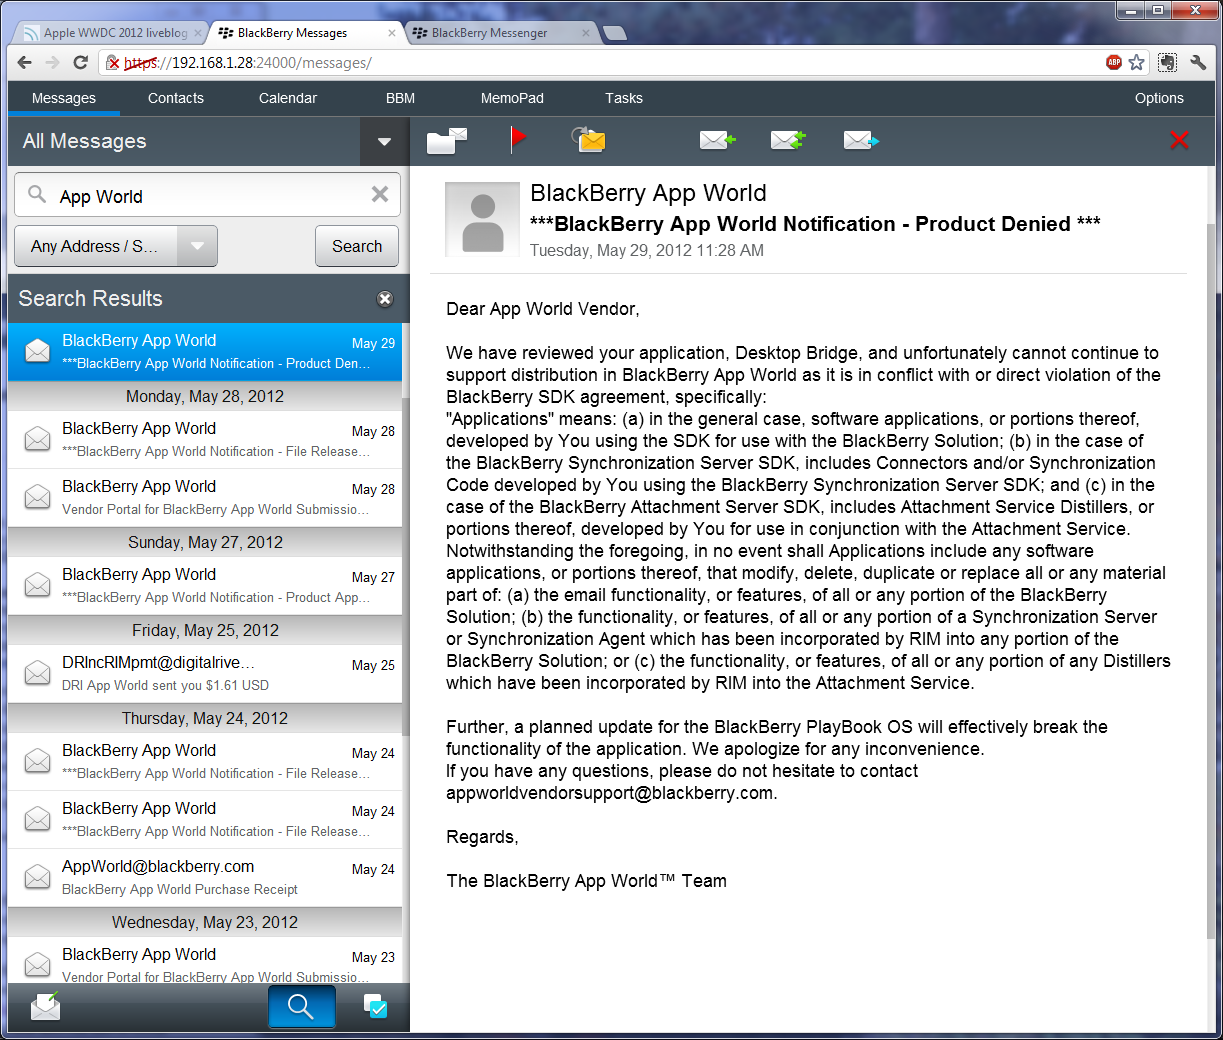 Apple WWDC 2012 liveblog
BlackBerry Messages
BlackBerry Messenger
https://192.168.1.28:24000/messages/
ABP
Messages
Contacts
Calendar
BBM
MemoPad
Tasks
Options
All Messages
App World
Any Address / S...
Search
Search Results
BlackBerry App World
May 29
***BlackBerry App World Notification - Product Den...
Monday, May 28, 2012
BlackBerry App World
May 28
***BlackBerry App World Notification - File Release...
BlackBerry App World
May 28
Vendor Portal for BlackBerry App World Submissio...
Sunday, May 27, 2012
BlackBerry App World
May 27
***BlackBerry App World Notification - Product App...
Friday, May 25, 2012
DRIncRIMpmt@digitalrive...
May 25
DRI App World sent you $1.61 USD
Thursday, May 24, 2012
BlackBerry App World
May 24
***BlackBerry App World Notification - File Release...
BlackBerry App World
May 24
***BlackBerry App World Notification - File Release...
AppWorld@blackberry.com
May 24
BlackBerry App World Purchase Receipt
Wednesday, May 23, 2012
BlackBerry App World
May 23
Vendor Portal for BlackBerry App World Submissio...
BlackBerry App World
***BlackBerry App World Notification - Product Denied ***
Tuesday, May 29, 2012 11:28 AM
Dear App World Vendor,
We have reviewed your application, Desktop Bridge, and unfortunately cannot continue to
support distribution in BlackBerry App World as it is in conflict with or direct violation of the
BlackBerry SDK agreement, specifically:
"Applications" means: (a) in the general case, software applications, or portions thereof,
developed by You using the SDK for use with the BlackBerry Solution; (b) in the case of
the BlackBerry Synchronization Server SDK, includes Connectors and/or Synchronization
Code developed by You using the BlackBerry Synchronization Server SDK; and (c) in the
case of the BlackBerry Attachment Server SDK, includes Attachment Service Distillers, or
portions thereof, developed by You for use in conjunction with the Attachment Service.
Notwithstanding the foregoing, in no event shall Applications include any software
applications, or portions thereof, that modify, delete, duplicate or replace all or any material
part of: (a) the email functionality, or features, of all or any portion of the BlackBerry
Solution; (b) the functionality, or features, of all or any portion of a Synchronization Server
or Synchronization Agent which has been incorporated by RIM into any portion of the
BlackBerry Solution; or (c) the functionality, or features, of all or any portion of any Distillers
which have been incorporated by RIM into the Attachment Service.
Further, a planned update for the BlackBerry PlayBook OS will effectively break the
functionality of the application. We apologize for any inconvenience.
If you have any questions, please do not hesitate to contact
appworldvendorsupport@blackberry.com.
Regards,
The BlackBerry App World™ Team